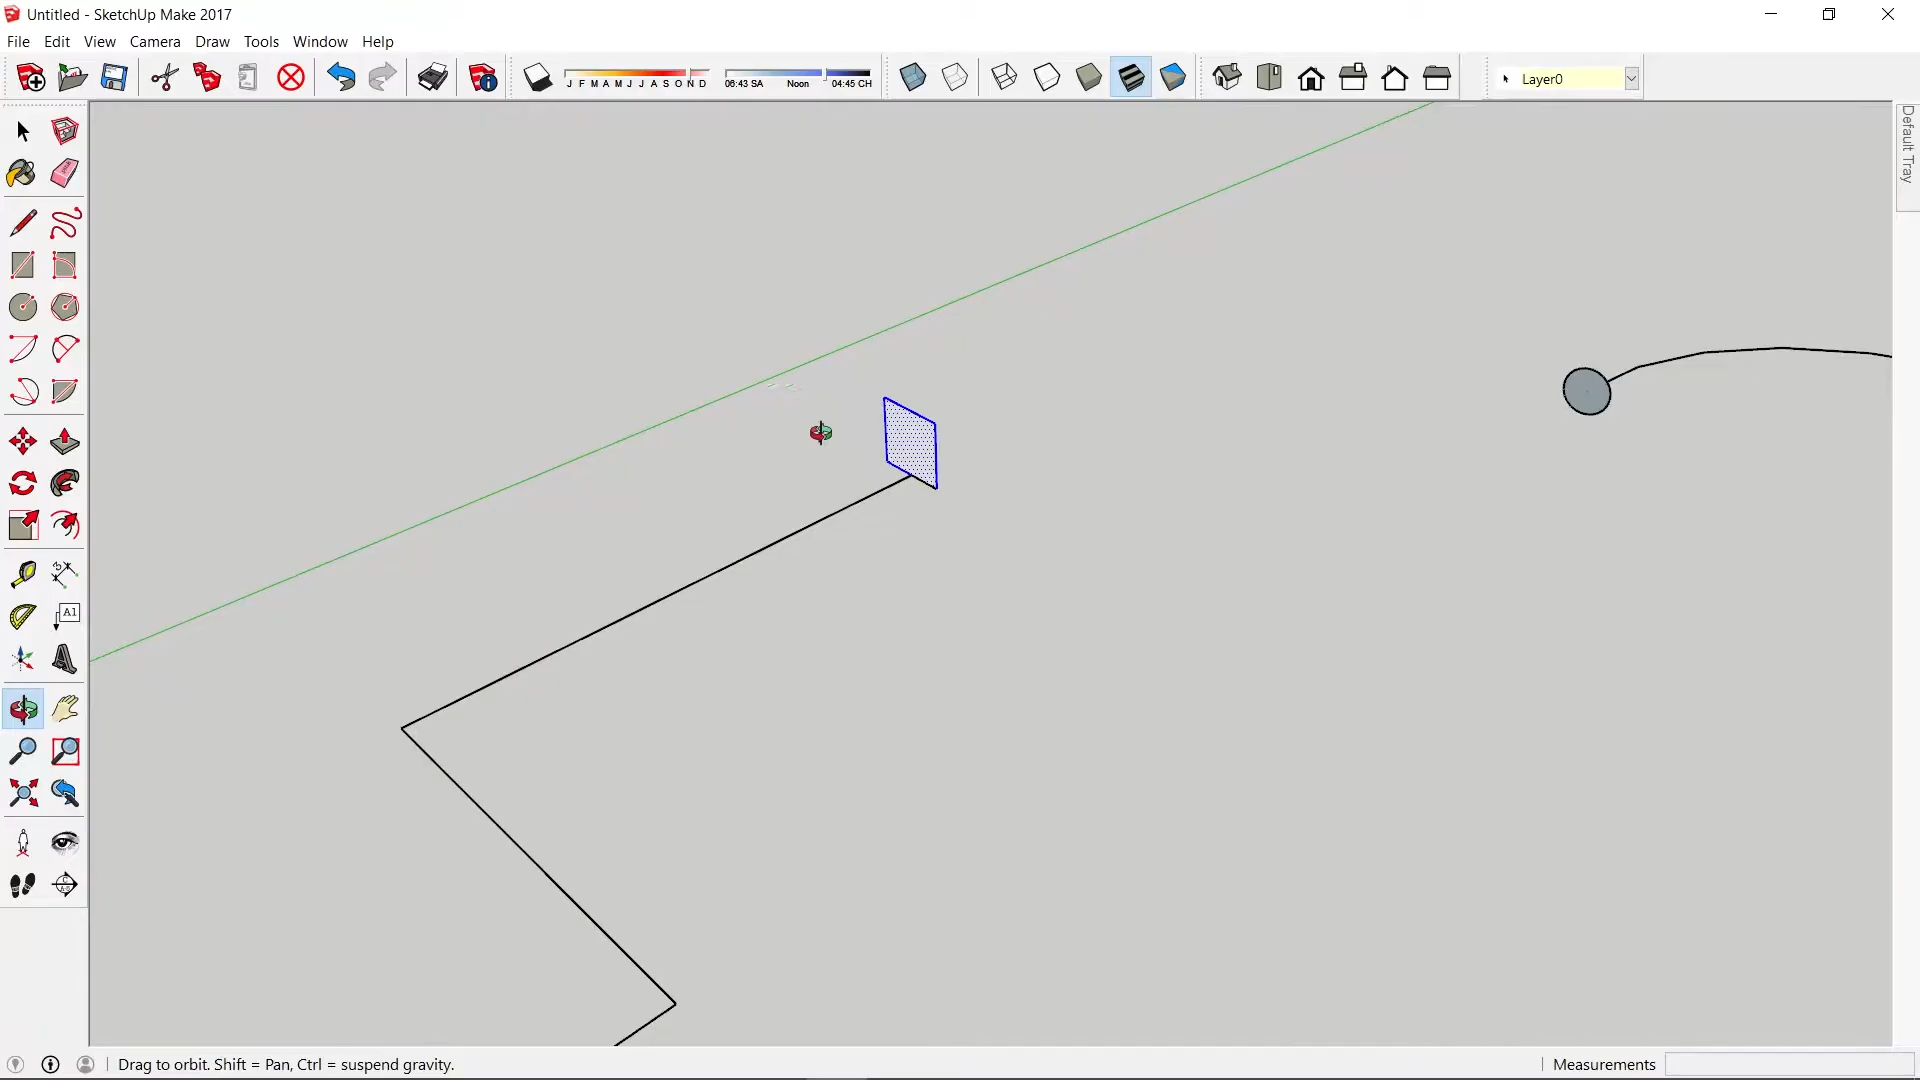 Untitled - SketchUp Make 2017
File Edit View Camera Draw Tools Window Help
J F M A M J J A S O N D
06:43 SA Noon 04:45 CH
Layer0
Default Tray
A1
Drag to orbit. Shift = Pan, Ctrl = suspend gravity.
Measurements